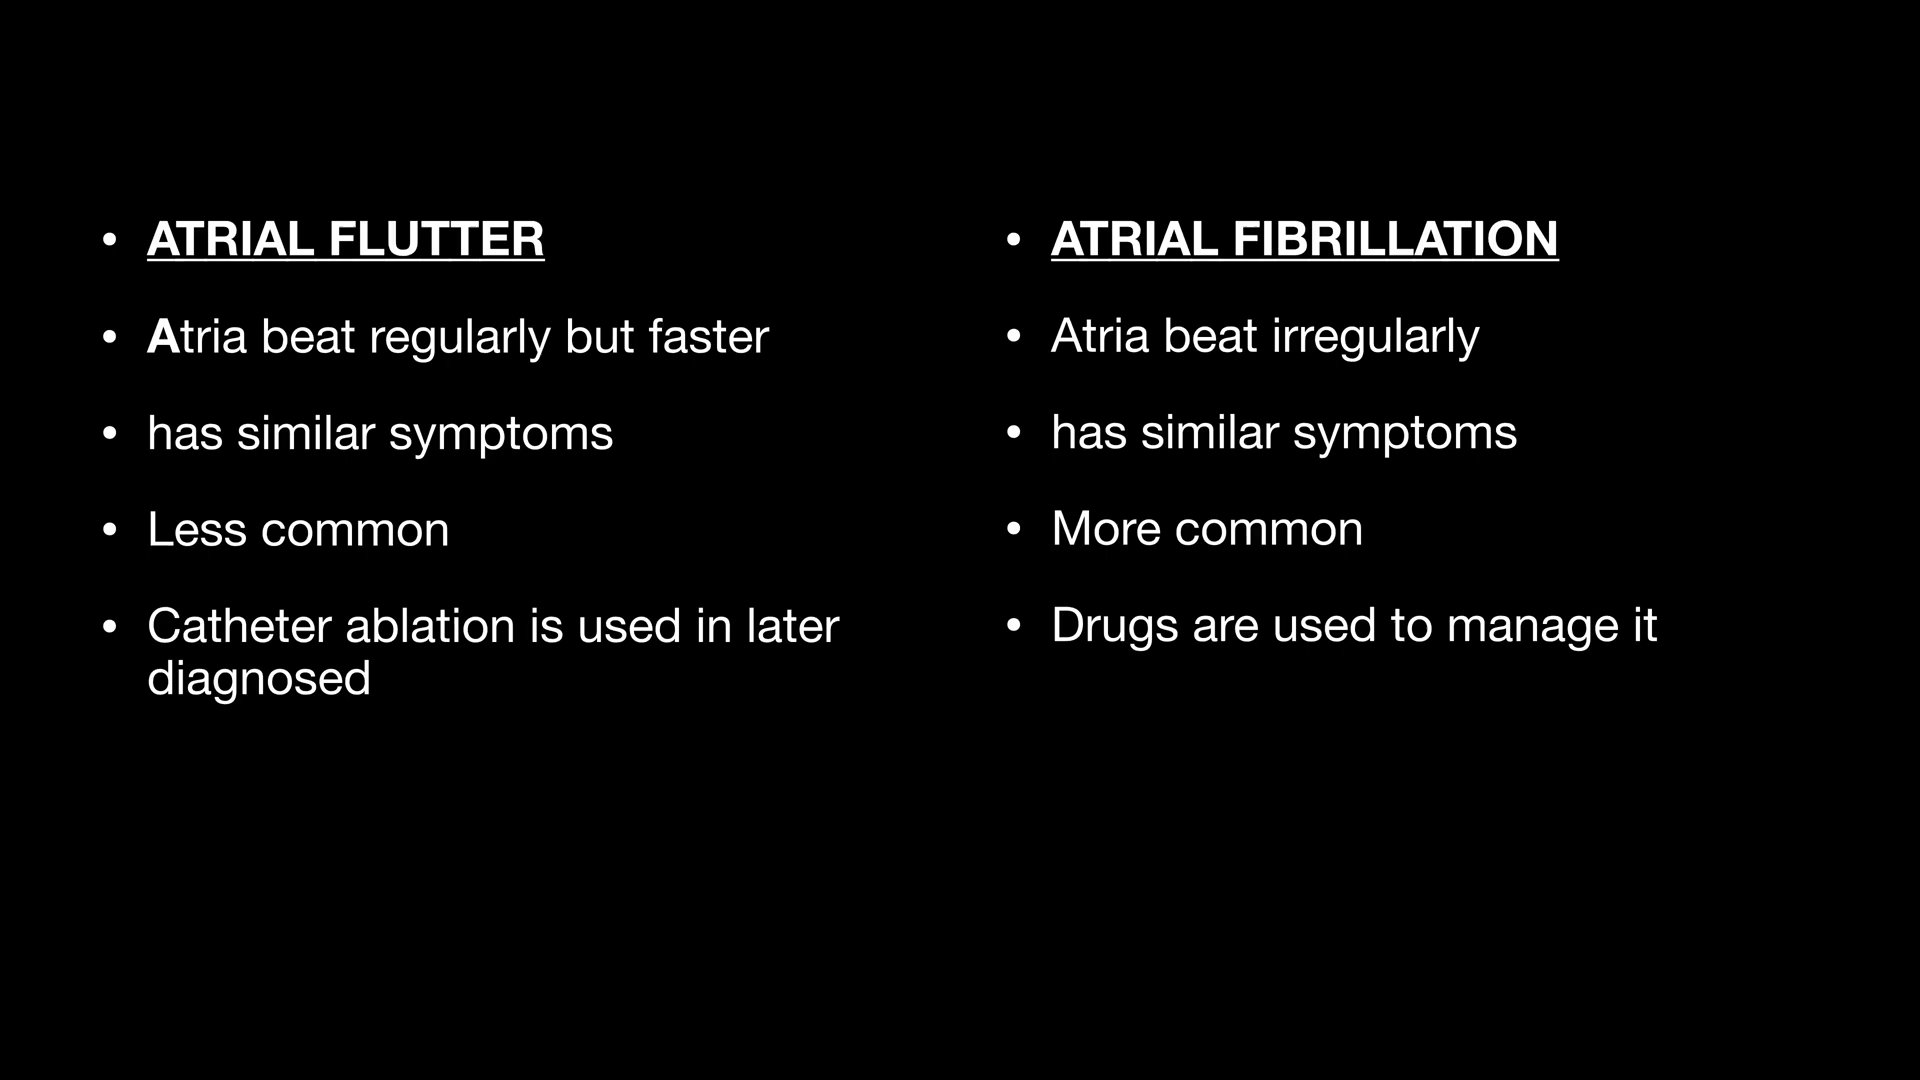 • ATRIAL FLUTTER
• Atria beat regularly but faster
• has similar symptoms
• Less common
• Catheter ablation is used in later
diagnosed
• ATRIAL FIBRILLATION
• Atria beat irregularly
• has similar symptoms
• More common
• Drugs are used to manage it